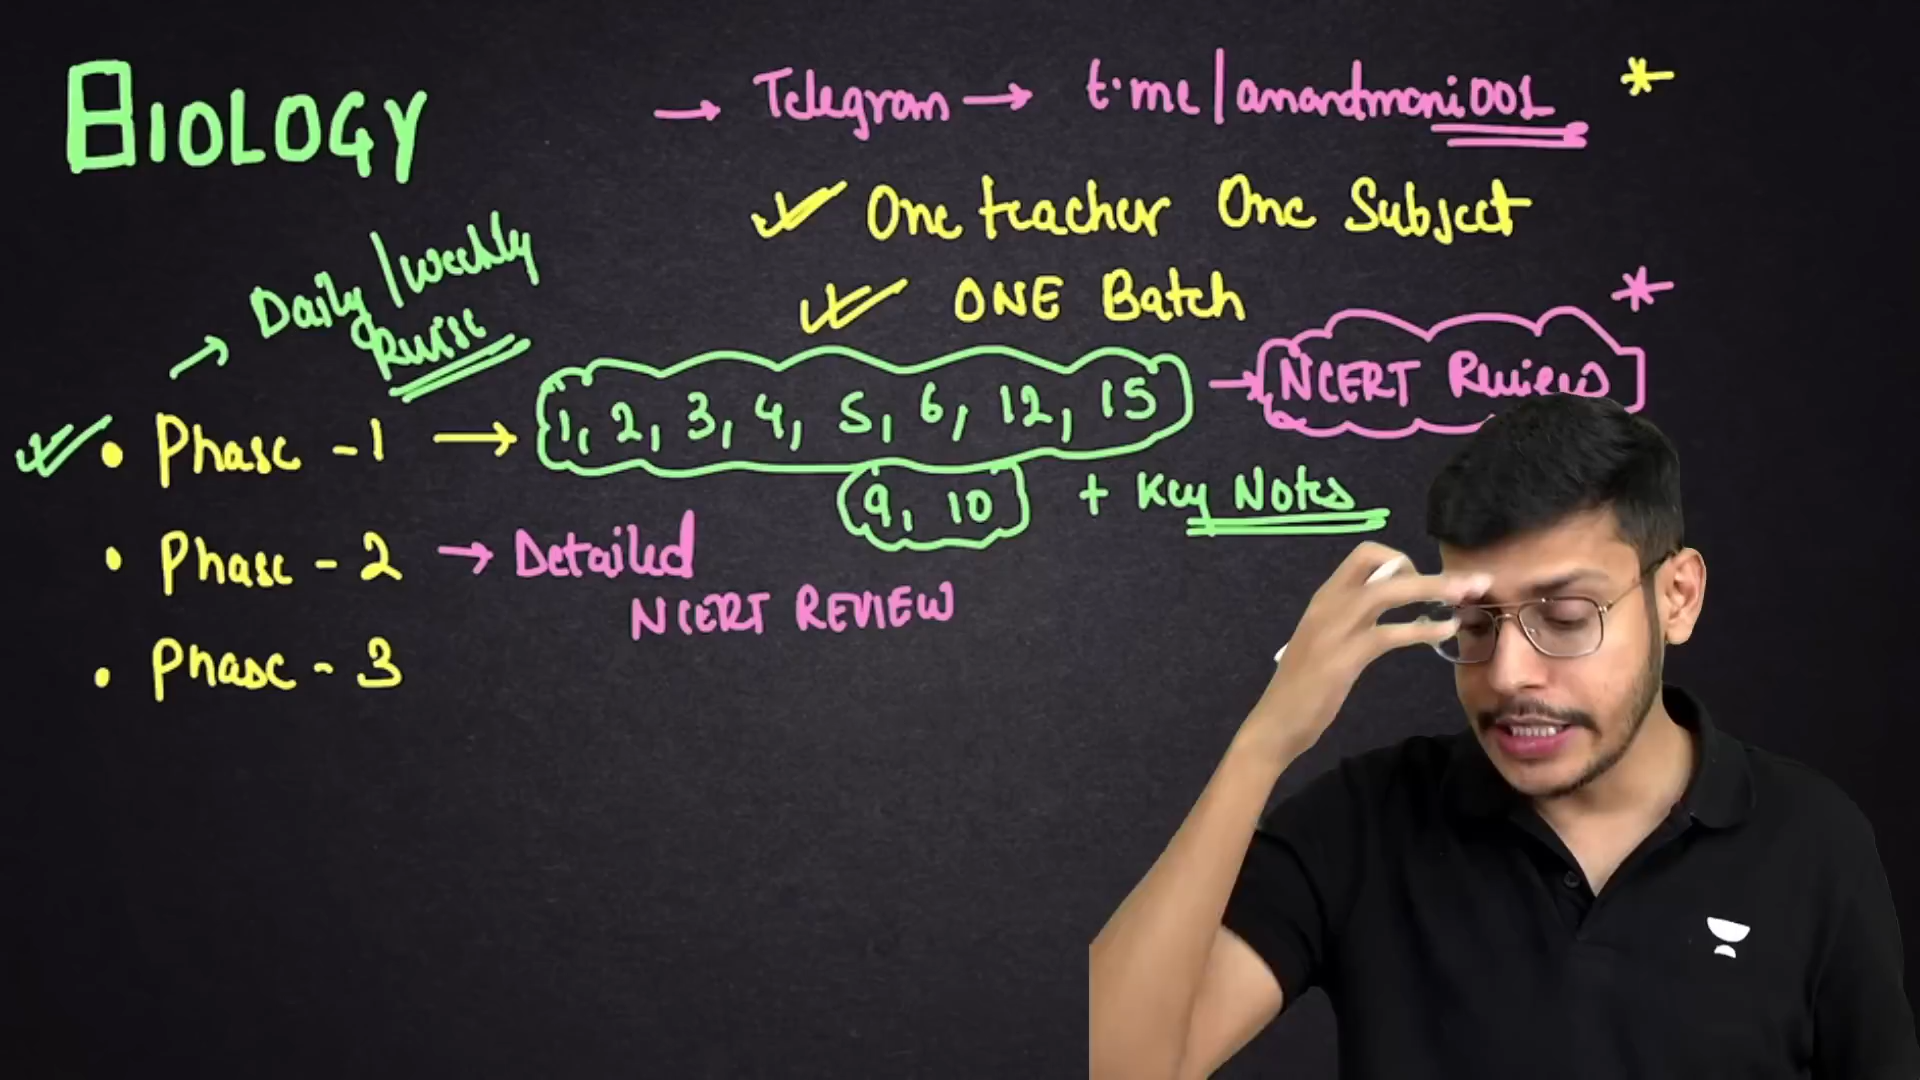 BIOLOGY
→ Telegram → t.me/anandmani001 *
One teacher One Subject
ONE Batch
→ Daily/Weekly
Revise
• Phase - 1 → 1, 2, 3, 4, 5, 6, 12, 15 → NCERT Review *
9, 10 + Key Notes
• Phase - 2 → Detailed
NCERT REVIEW
• Phase - 3